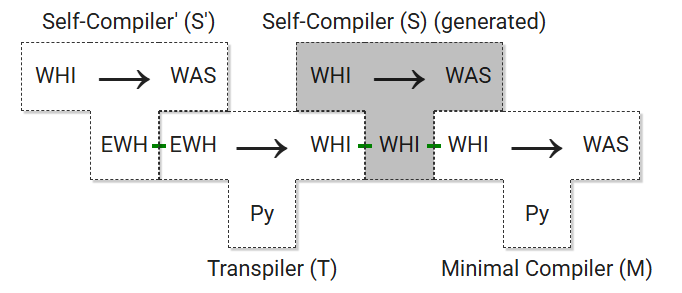 Self-Compiler' (S') Self-Compiler (S) (generated)
WHI → WAS WHI → WAS
EWH EWH → WHI WHI WHI → WAS
Py Py
Transpiler (T) Minimal Compiler (M)